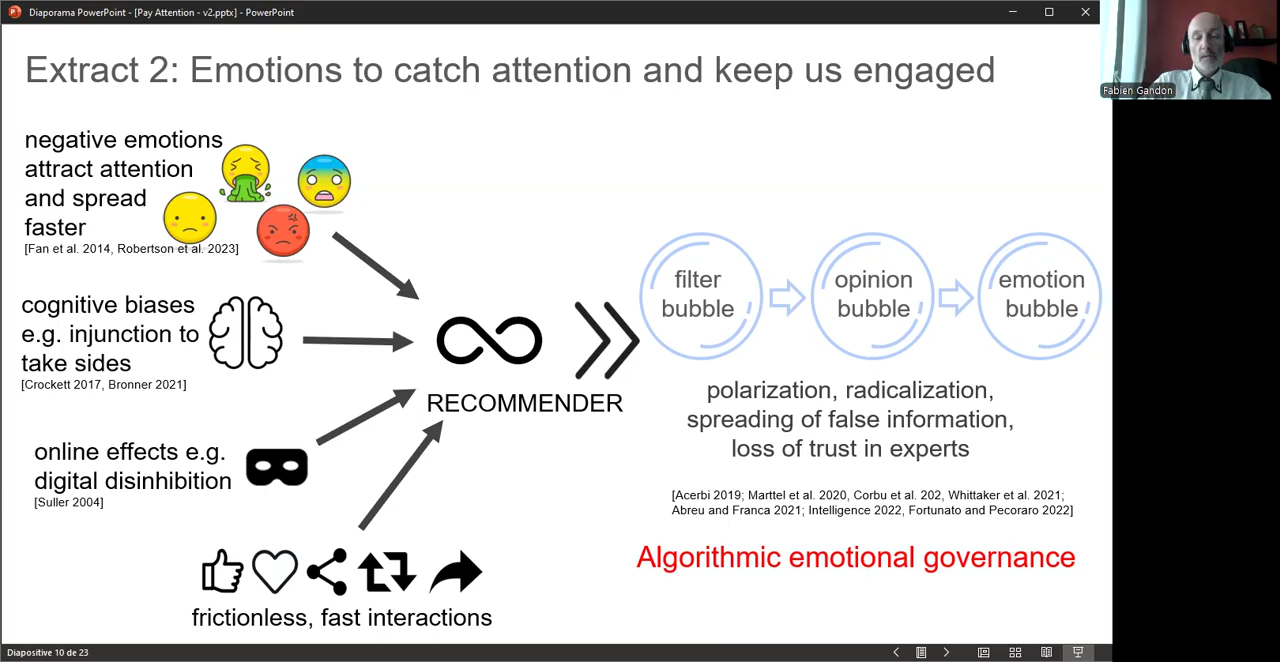 Diaporama PowerPoint - [Pay Attention - v2.pptx] - PowerPoint
Fabien Gandon
Extract 2: Emotions to catch attention and keep us engaged
negative emotions
attract attention
and spread
faster
[Fan et al. 2014, Robertson et al. 2023]
cognitive biases
e.g. injunction to
take sides
[Crockett 2017, Bronner 2021]
online effects e.g.
digital disinhibition
[Suller 2004]
frictionless, fast interactions
RECOMMENDER
filter
bubble
opinion
bubble
emotion
bubble
polarization, radicalization,
spreading of false information,
loss of trust in experts
[Acerbi 2019; Marttel et al. 2020, Corbu et al. 202, Whittaker et al. 2021;
Abreu and Franca 2021; Intelligence 2022, Fortunato and Pecoraro 2022]
Algorithmic emotional governance
Diapositive 10 de 23